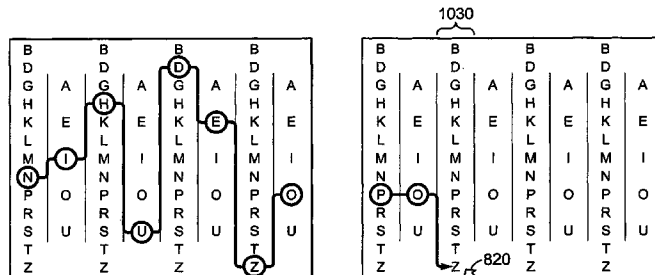 1030
B B B B B B B B
D D D D D D D D
G A G A G A G A G A G A G A G A
H H H H H H H H
K E K E K E K E K E K E K E K E
L L L L L L L L
M I M I M I M I M I M I M I M I
N N N N N N N N
P O P O P O P O P O P O P O P O
R R R R R R R R
S U S U S U S U S U S U S U S U
T T T T T T T T
Z Z Z Z Z Z 820 Z Z